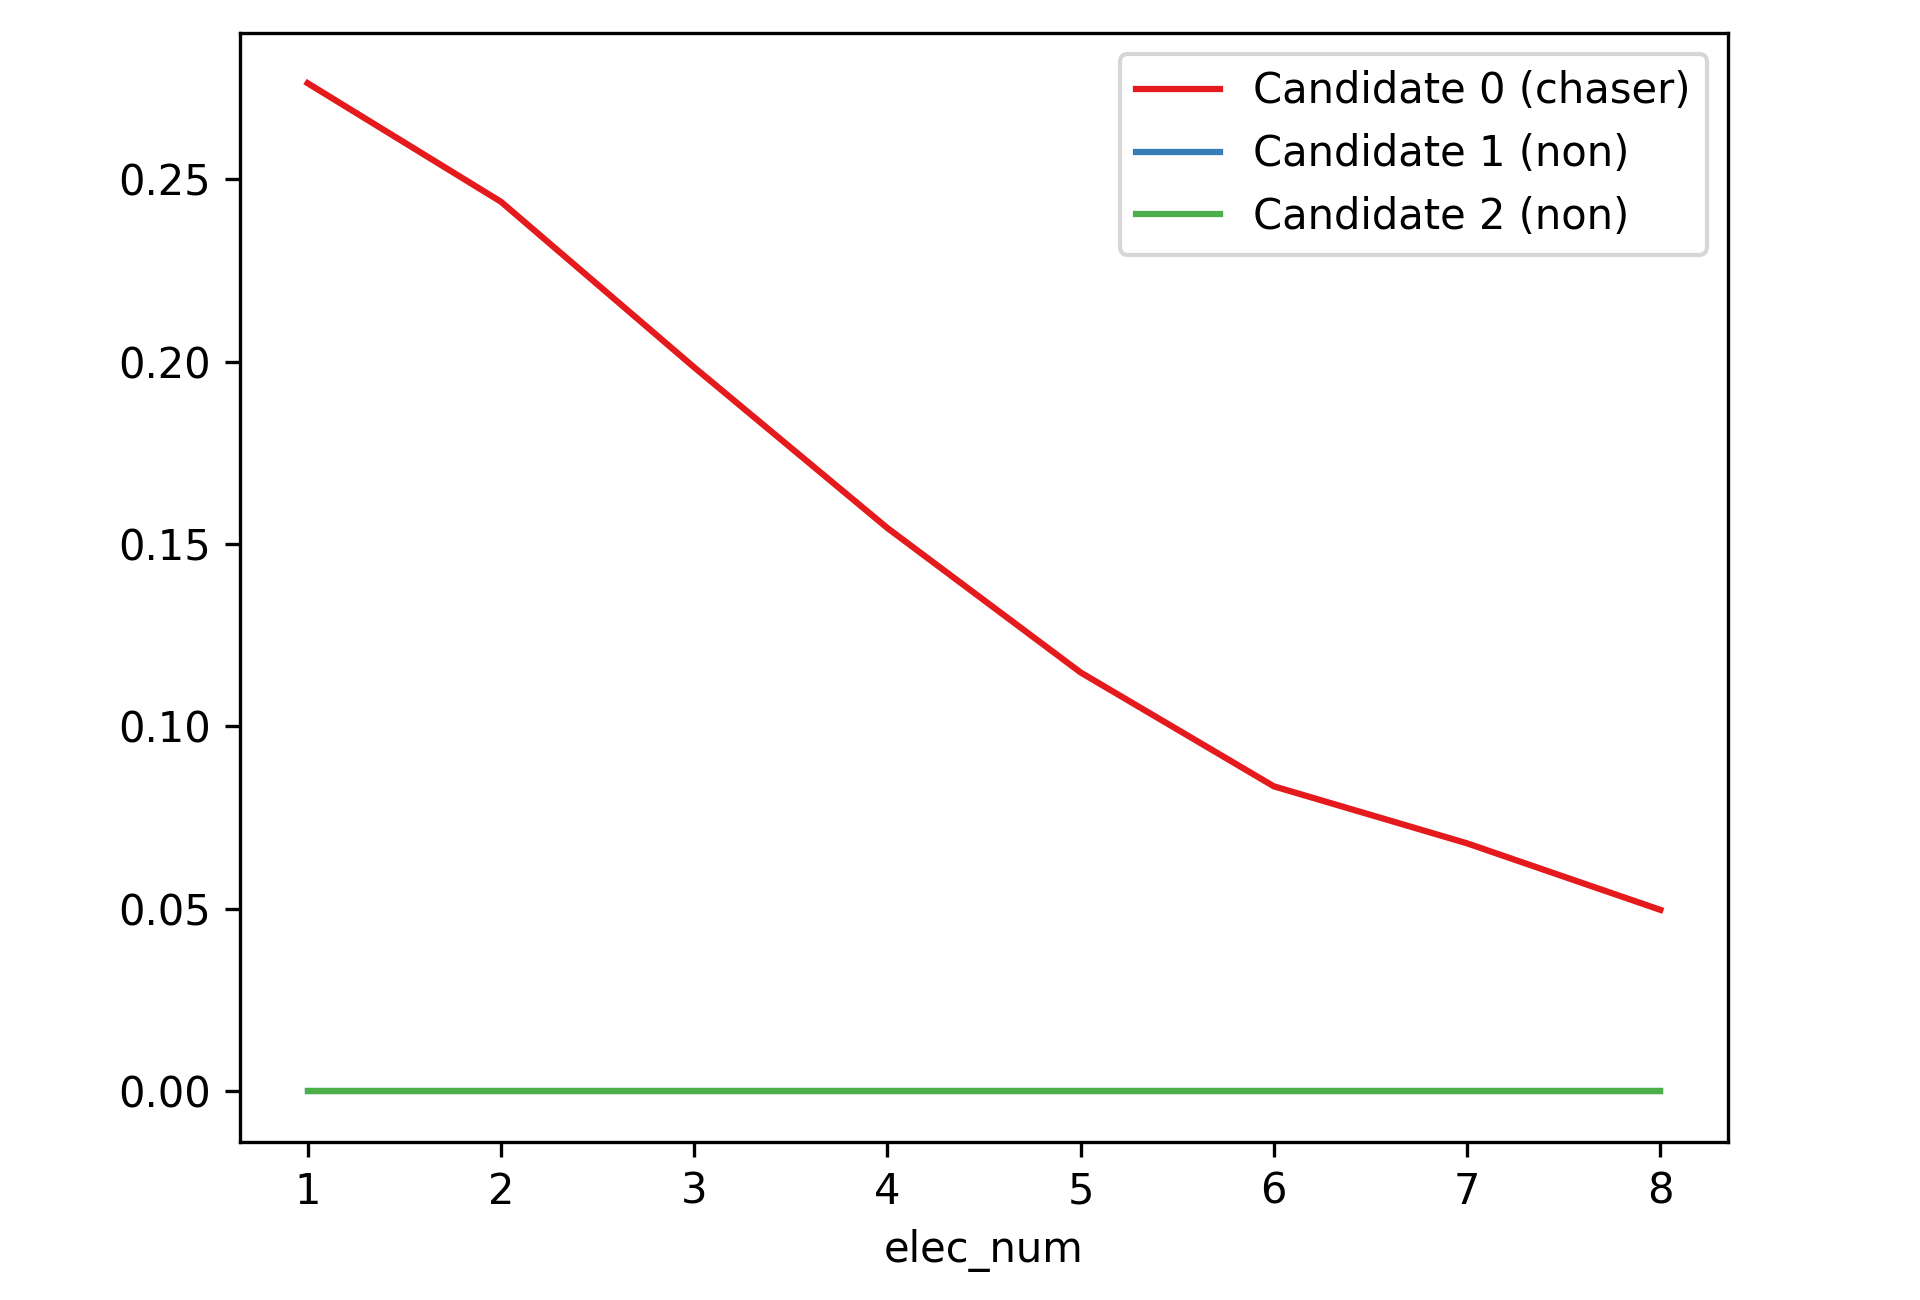 Candidate 0 (chaser)
Candidate 1 (non)
Candidate 2 (non)
0.25
0.20
0.15
0.10
0.05
0.00
1 2 3 4 5 6 7 8
elec_num